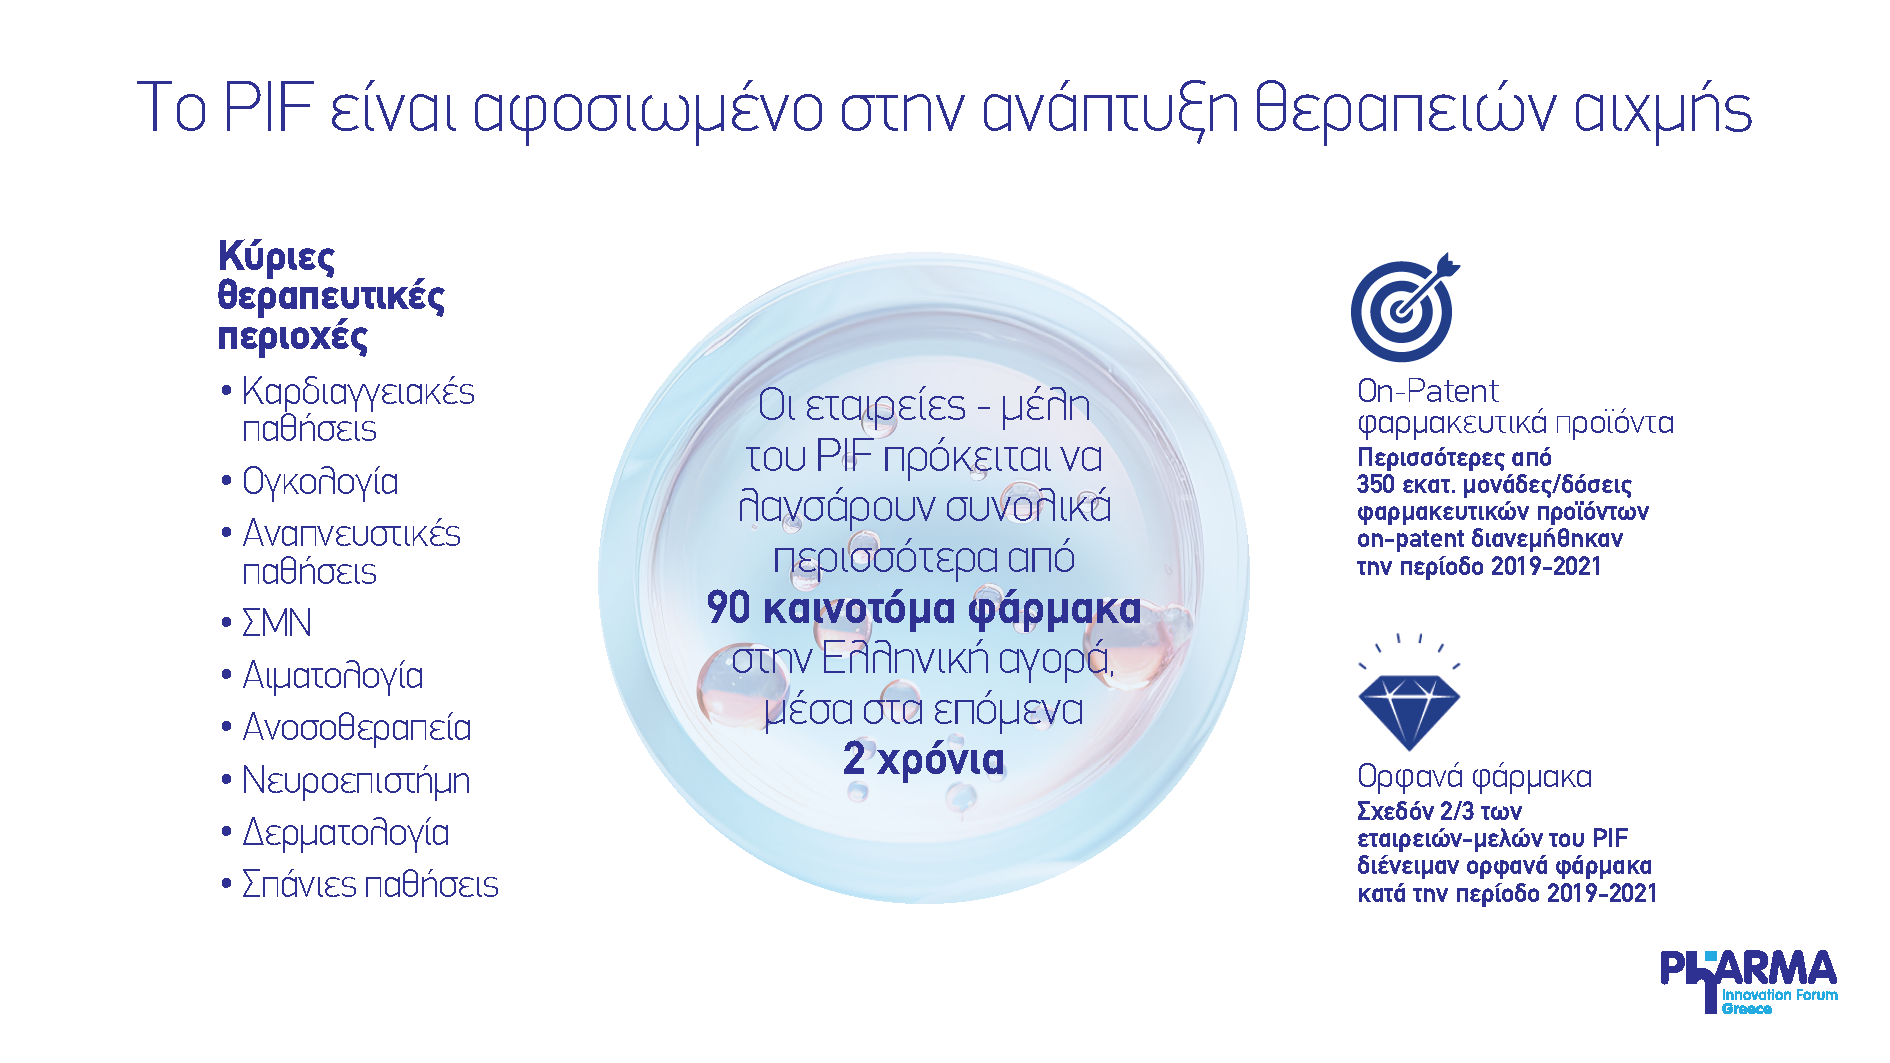 Το PIF είναι αφοσιωμένο στην ανάπτυξη θεραπειών αιχμής
Κύριες
θεραπευτικές
περιοχές
• Καρδιαγγειακές
παθήσεις
• Ογκολογία
• Αναπνευστικές
παθήσεις
• ΣΜΝ
• Αιματολογία
• Ανοσοθεραπεία
• Νευροεπιστήμη
• Δερματολογία
• Σπάνιες παθήσεις
Οι εταιρείες - μέλη
του PIF πρόκειται να
λανσάρουν συνολικά
περισσότερα από
90 καινοτόμα φάρμακα
στην Ελληνική αγορά,
μέσα στα επόμενα
2 χρόνια
On-Patent
φαρμακευτικά προϊόντα
Περισσότερες από
350 εκατ. μονάδες/δόσεις
φαρμακευτικών προϊόντων
on-patent διανεμήθηκαν
την περίοδο 2019-2021
Ορφανά φάρμακα
Σχεδόν 2/3 των
εταιρειών-μελών του PIF
διένειμαν ορφανά φάρμακα
κατά την περίοδο 2019-2021
PhARMA
Innovation Forum
Greece